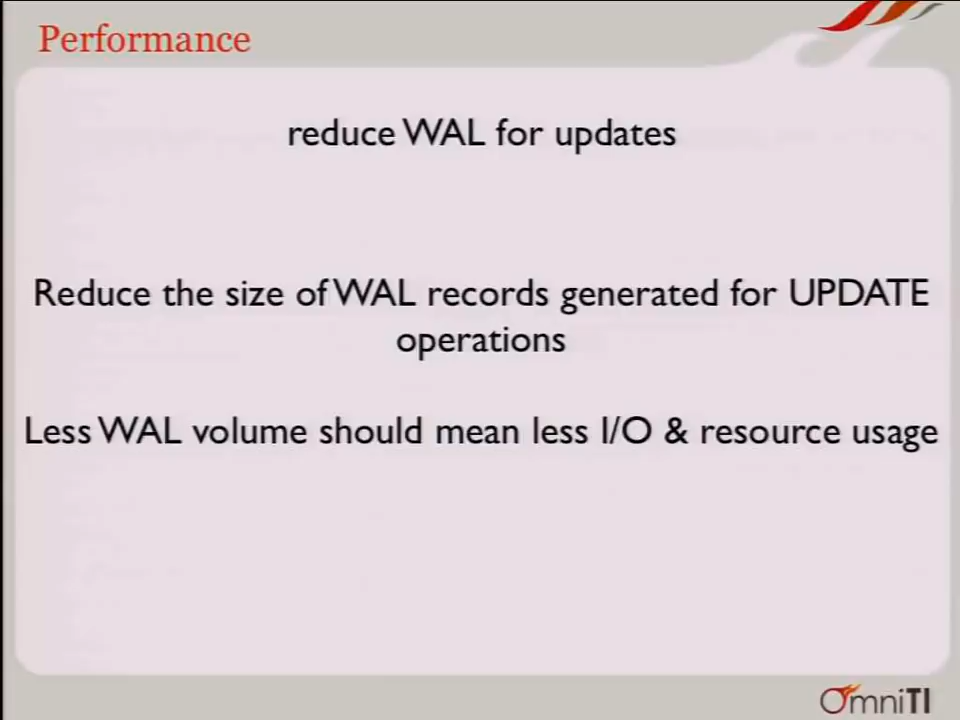 Performance
reduce WAL for updates
Reduce the size of WAL records generated for UPDATE
operations
Less WAL volume should mean less I/O & resource usage
OmniTI